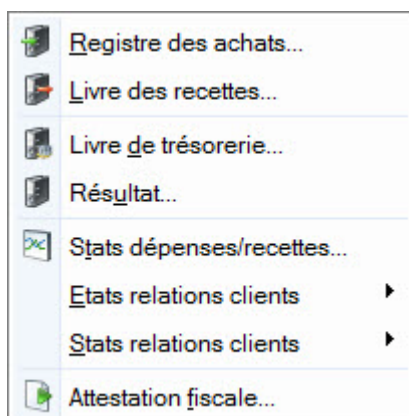 Registre des achats...
Livre des recettes...
Livre de trésorerie...
Résultat...
Stats dépenses/recettes...
Etats relations clients
Stats relations clients
Attestation fiscale...